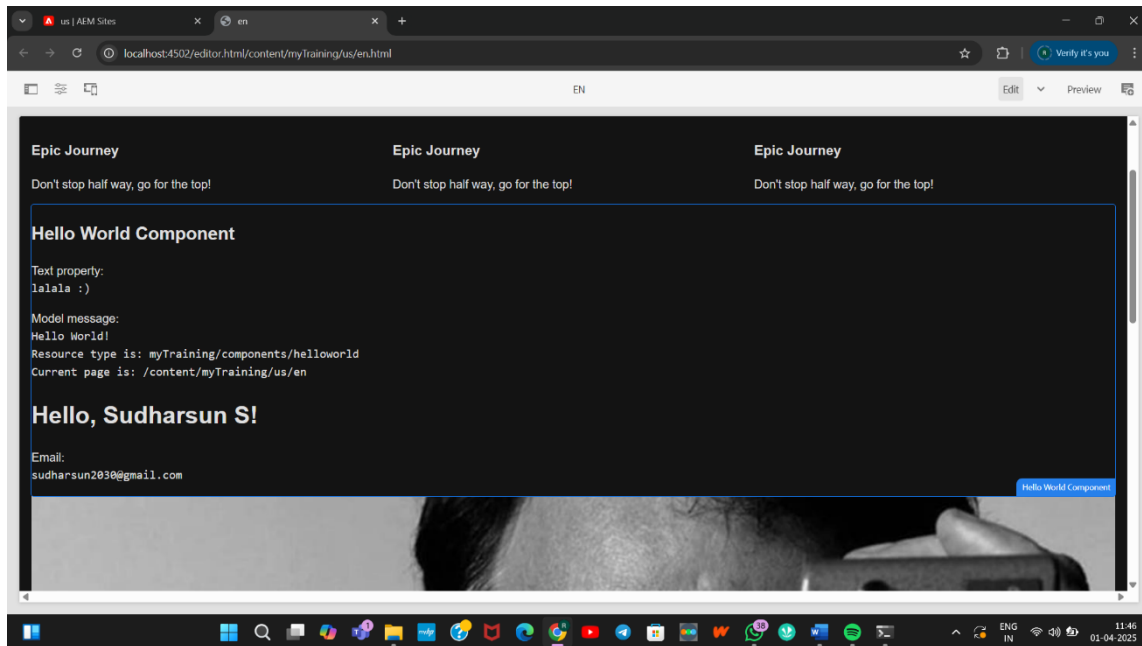 us | AEM Sites
en
localhost:4502/editor.html/content/myTraining/us/en.html
Verify it's you
EN
Edit
Preview
Epic Journey Epic Journey Epic Journey
Don't stop half way, go for the top! Don't stop half way, go for the top! Don't stop half way, go for the top!
Hello World Component
Text property:
lalala :)
Model message:
Hello World!
Resource type is: myTraining/components/helloworld
Current page is: /content/myTraining/us/en
Hello, Sudharsun S!
Email:
sudharsun2030@gmail.com
Hello World Component
38
ENG
IN
11:46
01-04-2025